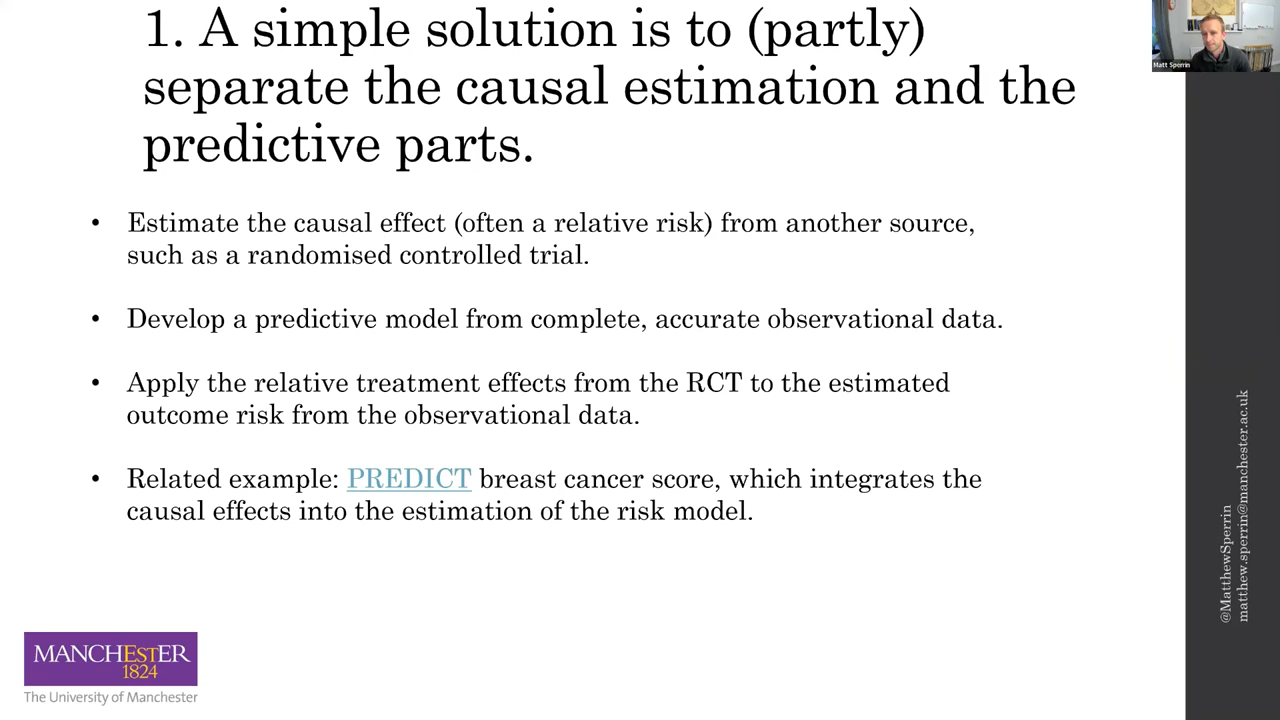 1. A simple solution is to (partly)
separate the causal estimation and the
predictive parts.
Matt Sperrin
• Estimate the causal effect (often a relative risk) from another source,
such as a randomised controlled trial.
• Develop a predictive model from complete, accurate observational data.
• Apply the relative treatment effects from the RCT to the estimated
outcome risk from the observational data.
• Related example: PREDICT breast cancer score, which integrates the
causal effects into the estimation of the risk model.
@MatthewSperrin
matthew.sperrin@manchester.ac.uk
MANCHESTER
1824
The University of Manchester